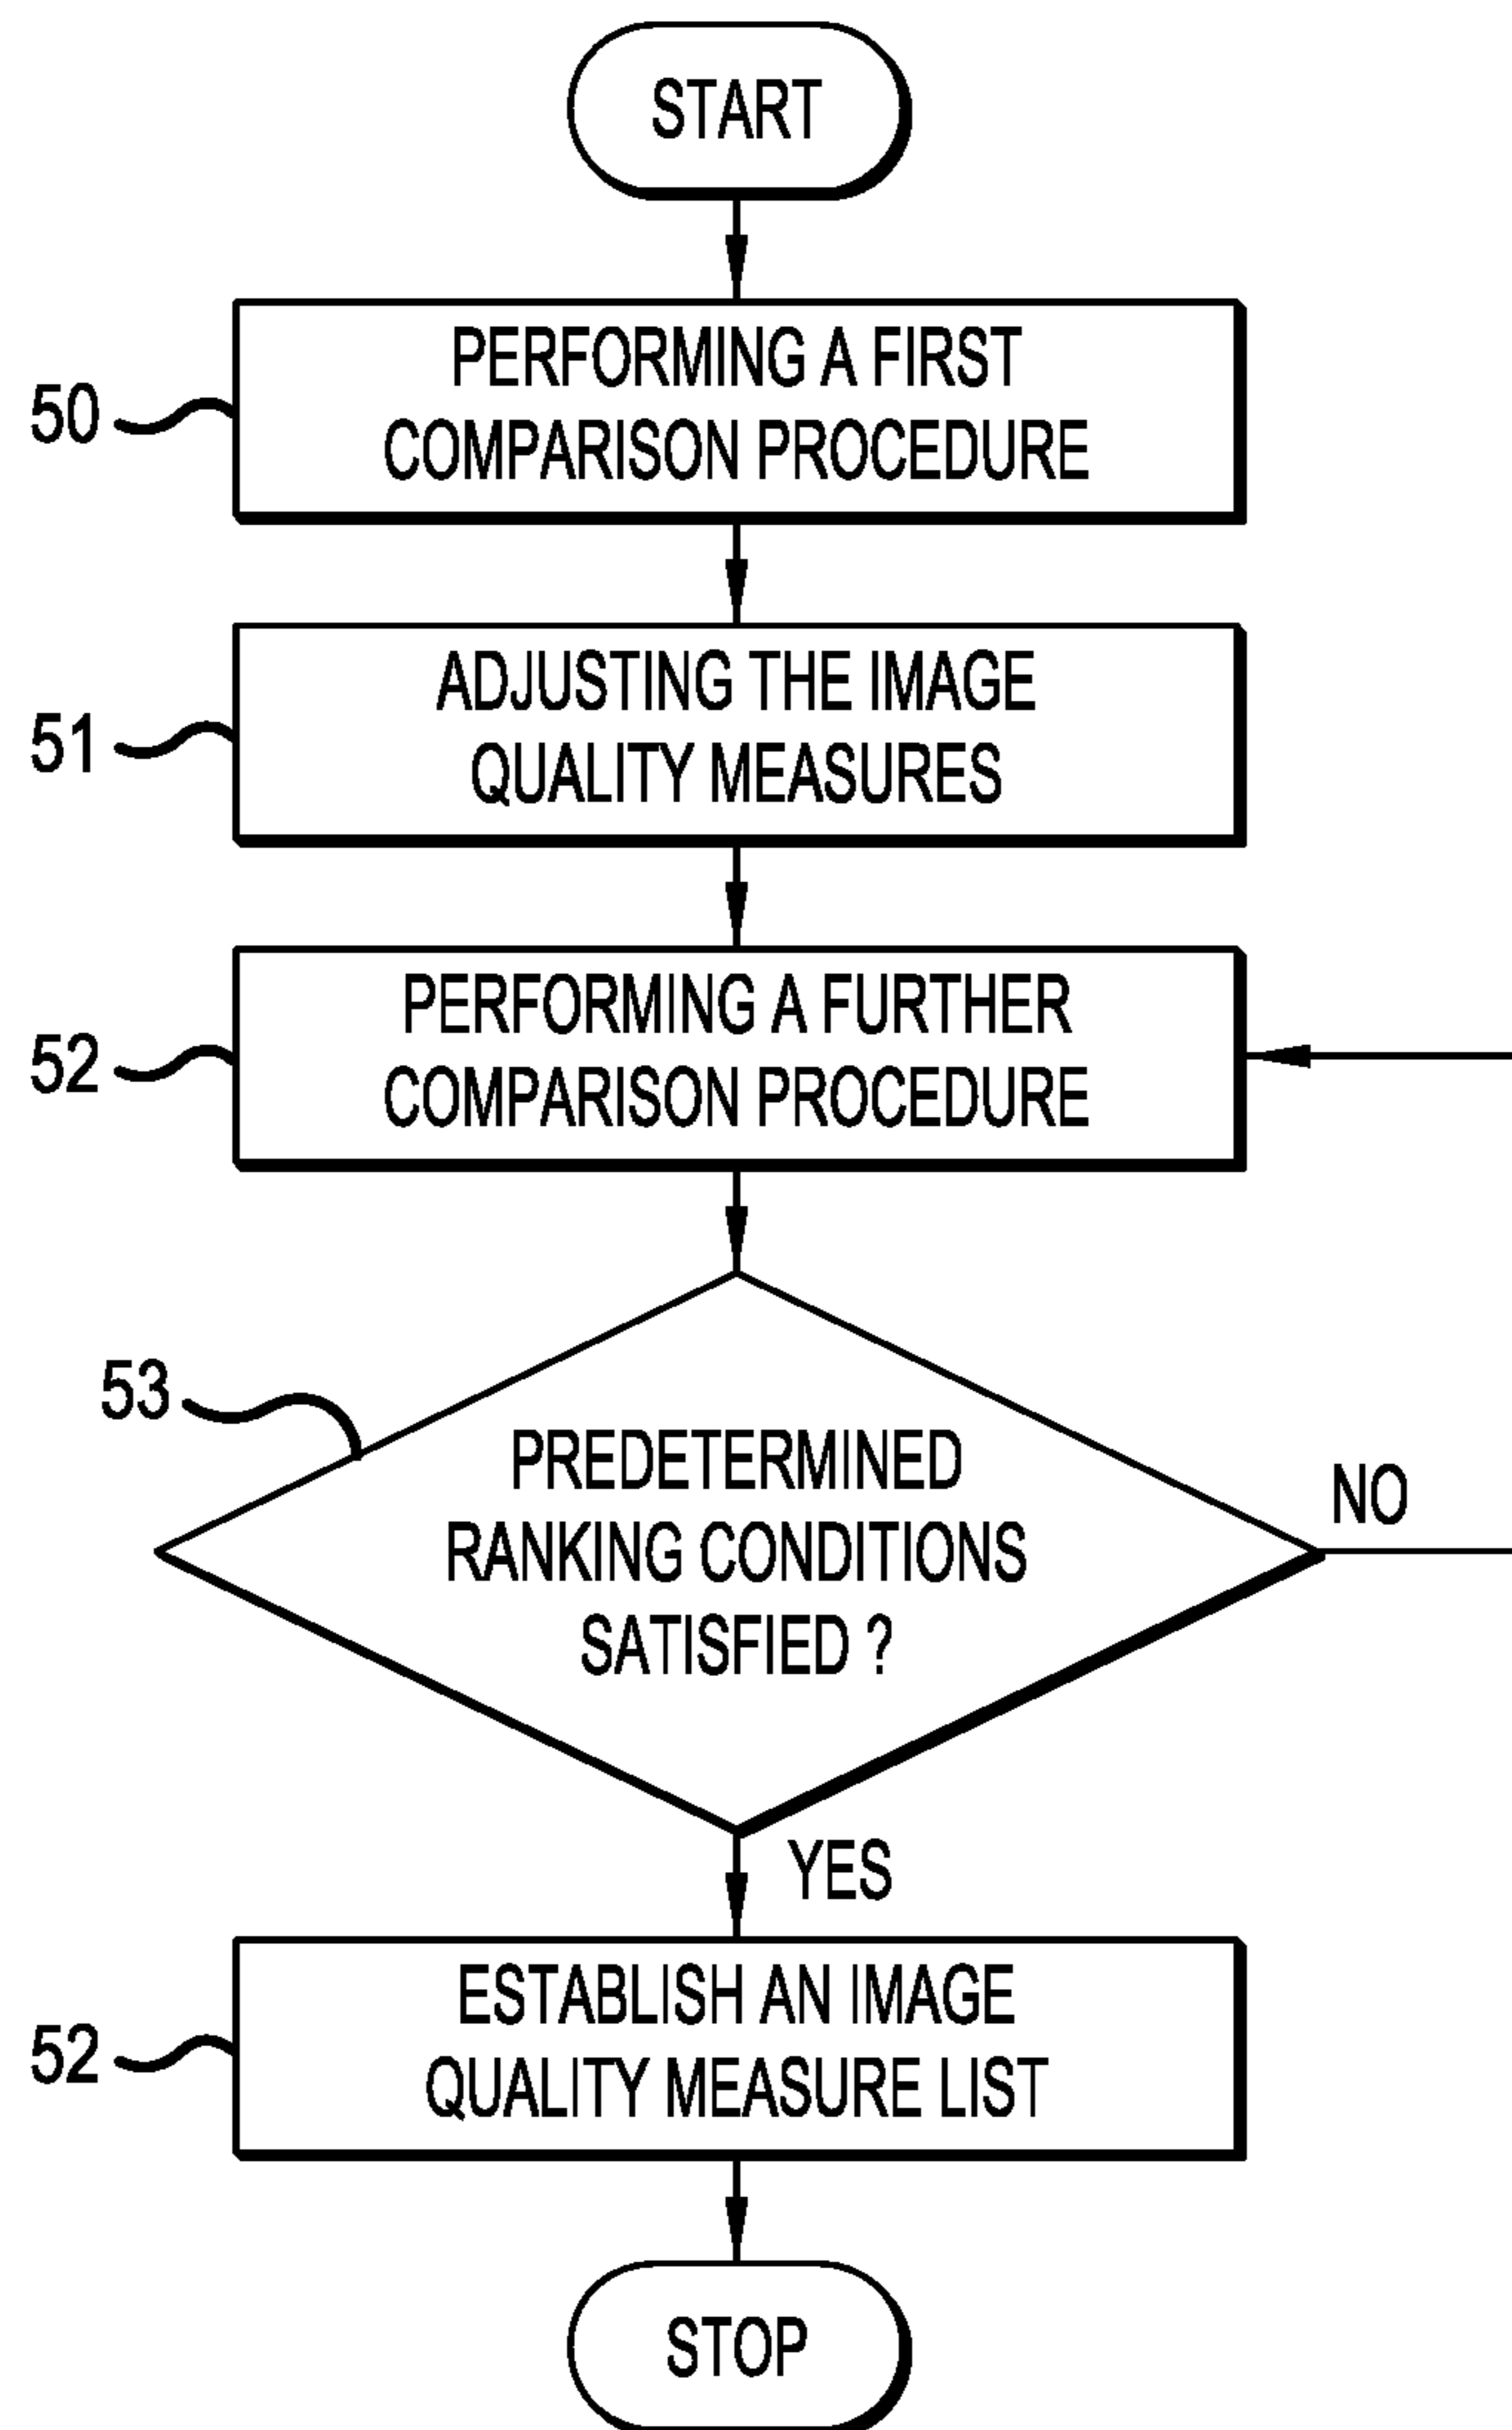 START
50
PERFORMING A FIRST
COMPARISON PROCEDURE
51
ADJUSTING THE IMAGE
QUALITY MEASURES
52
PERFORMING A FURTHER
COMPARISON PROCEDURE
53
PREDETERMINED
RANKING CONDITIONS
SATISFIED ?
NO
YES
52
ESTABLISH AN IMAGE
QUALITY MEASURE LIST
STOP